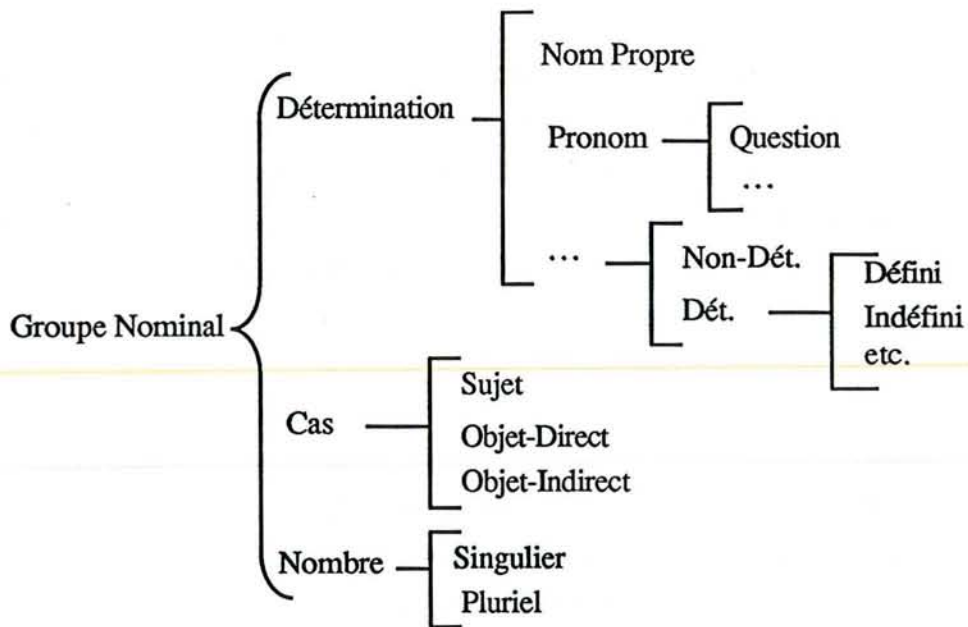 Nom Propre
Détermination
Pronom
Question
...
...
Non-Dét.
Dét.
Défini
Indéfini
etc.
Groupe Nominal
Cas
Sujet
Objet-Direct
Objet-Indirect
Nombre
Singulier
Pluriel